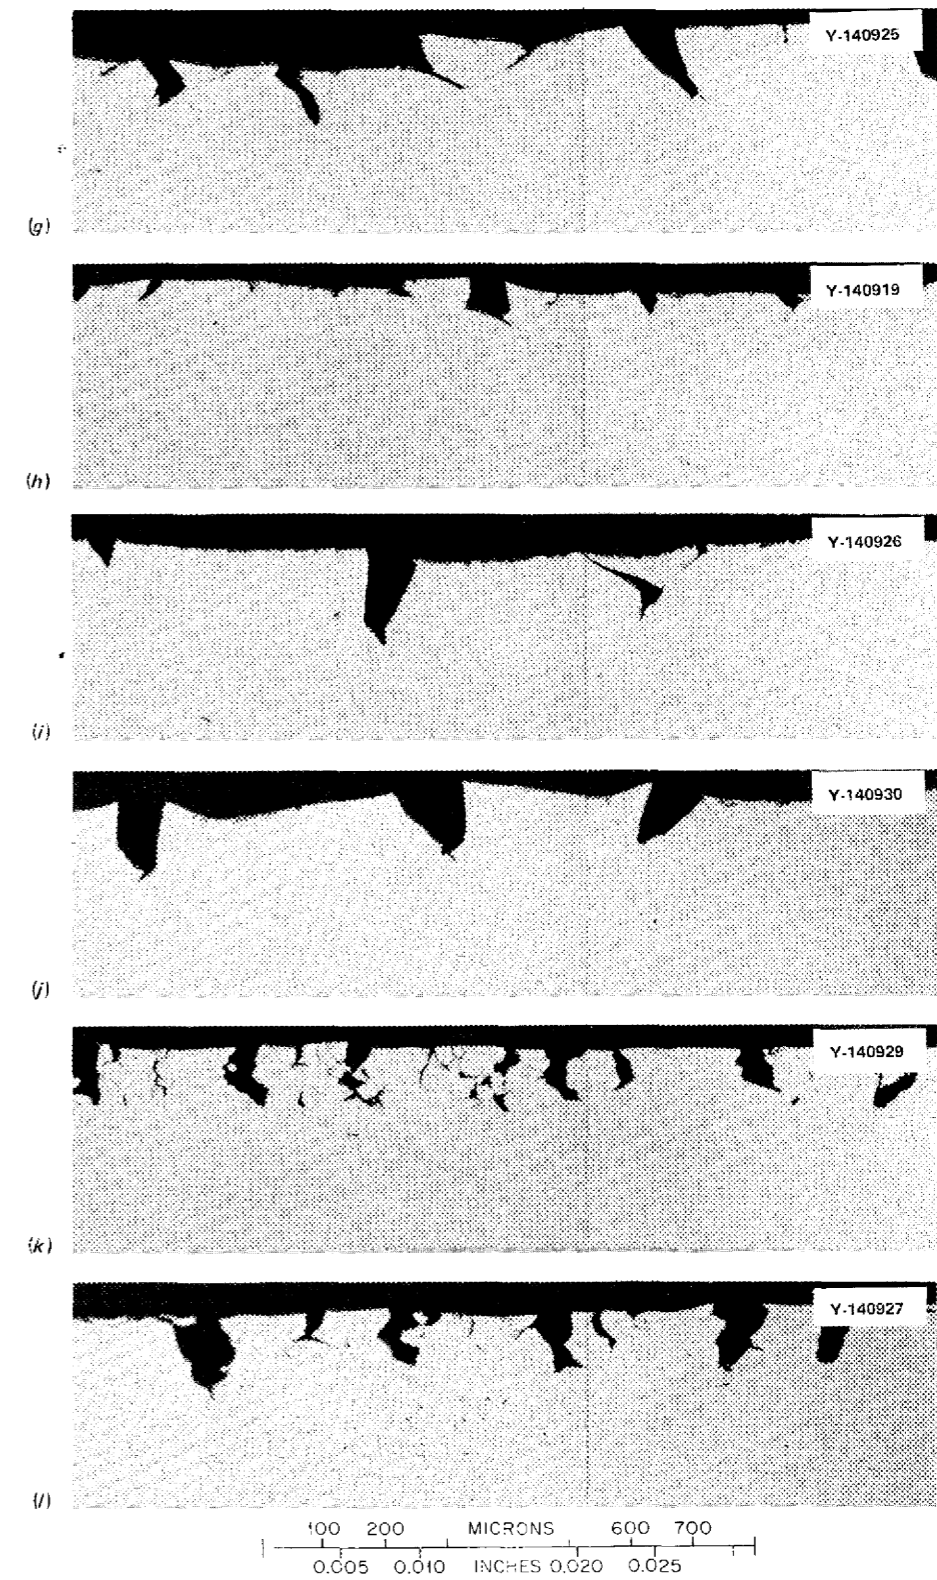 Y-140925
(g)
Y-140919
(h)
Y-140926
(i)
Y-140930
(j)
Y-140929
(k)
Y-140927
(l)
100 200 MICRONS 600 700
0.005 0.010 INCHES 0.020 0.025